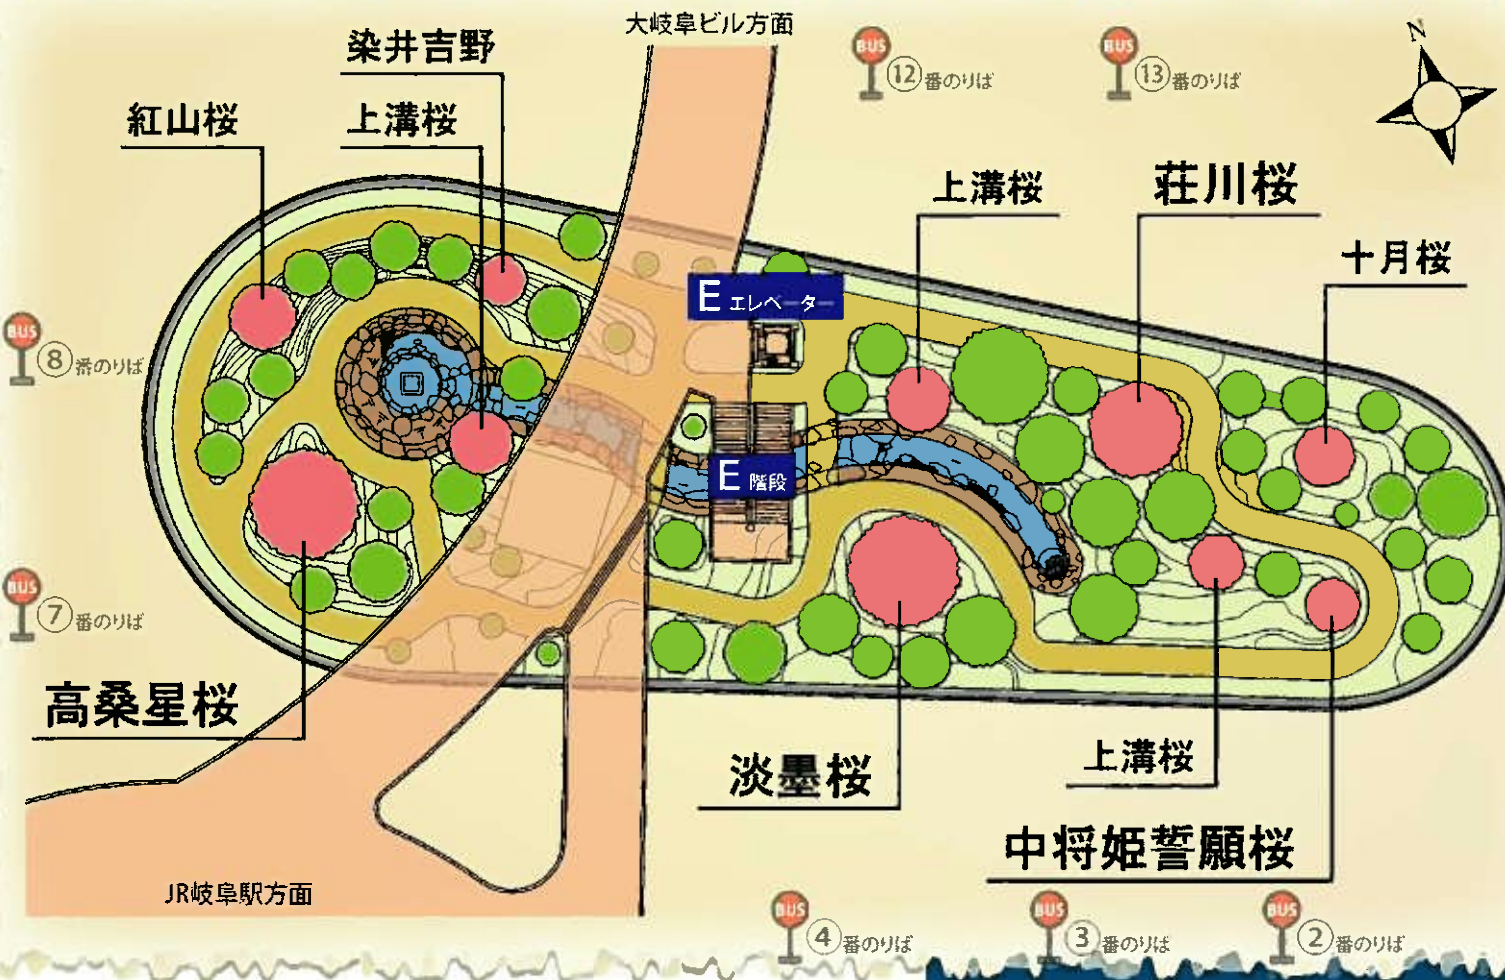 大岐阜ビル方面
染井吉野
BUS ⑫番のりば
BUS ⑬番のりば
N
紅山桜
上溝桜
上溝桜
荘川桜
十月桜
E エレベーター
BUS ⑧番のりば
E 階段
BUS ⑦番のりば
高桑星桜
淡墨桜
上溝桜
中将姫誓願桜
JR岐阜駅方面
BUS ④番のりば
BUS ③番のりば
BUS ②番のりば